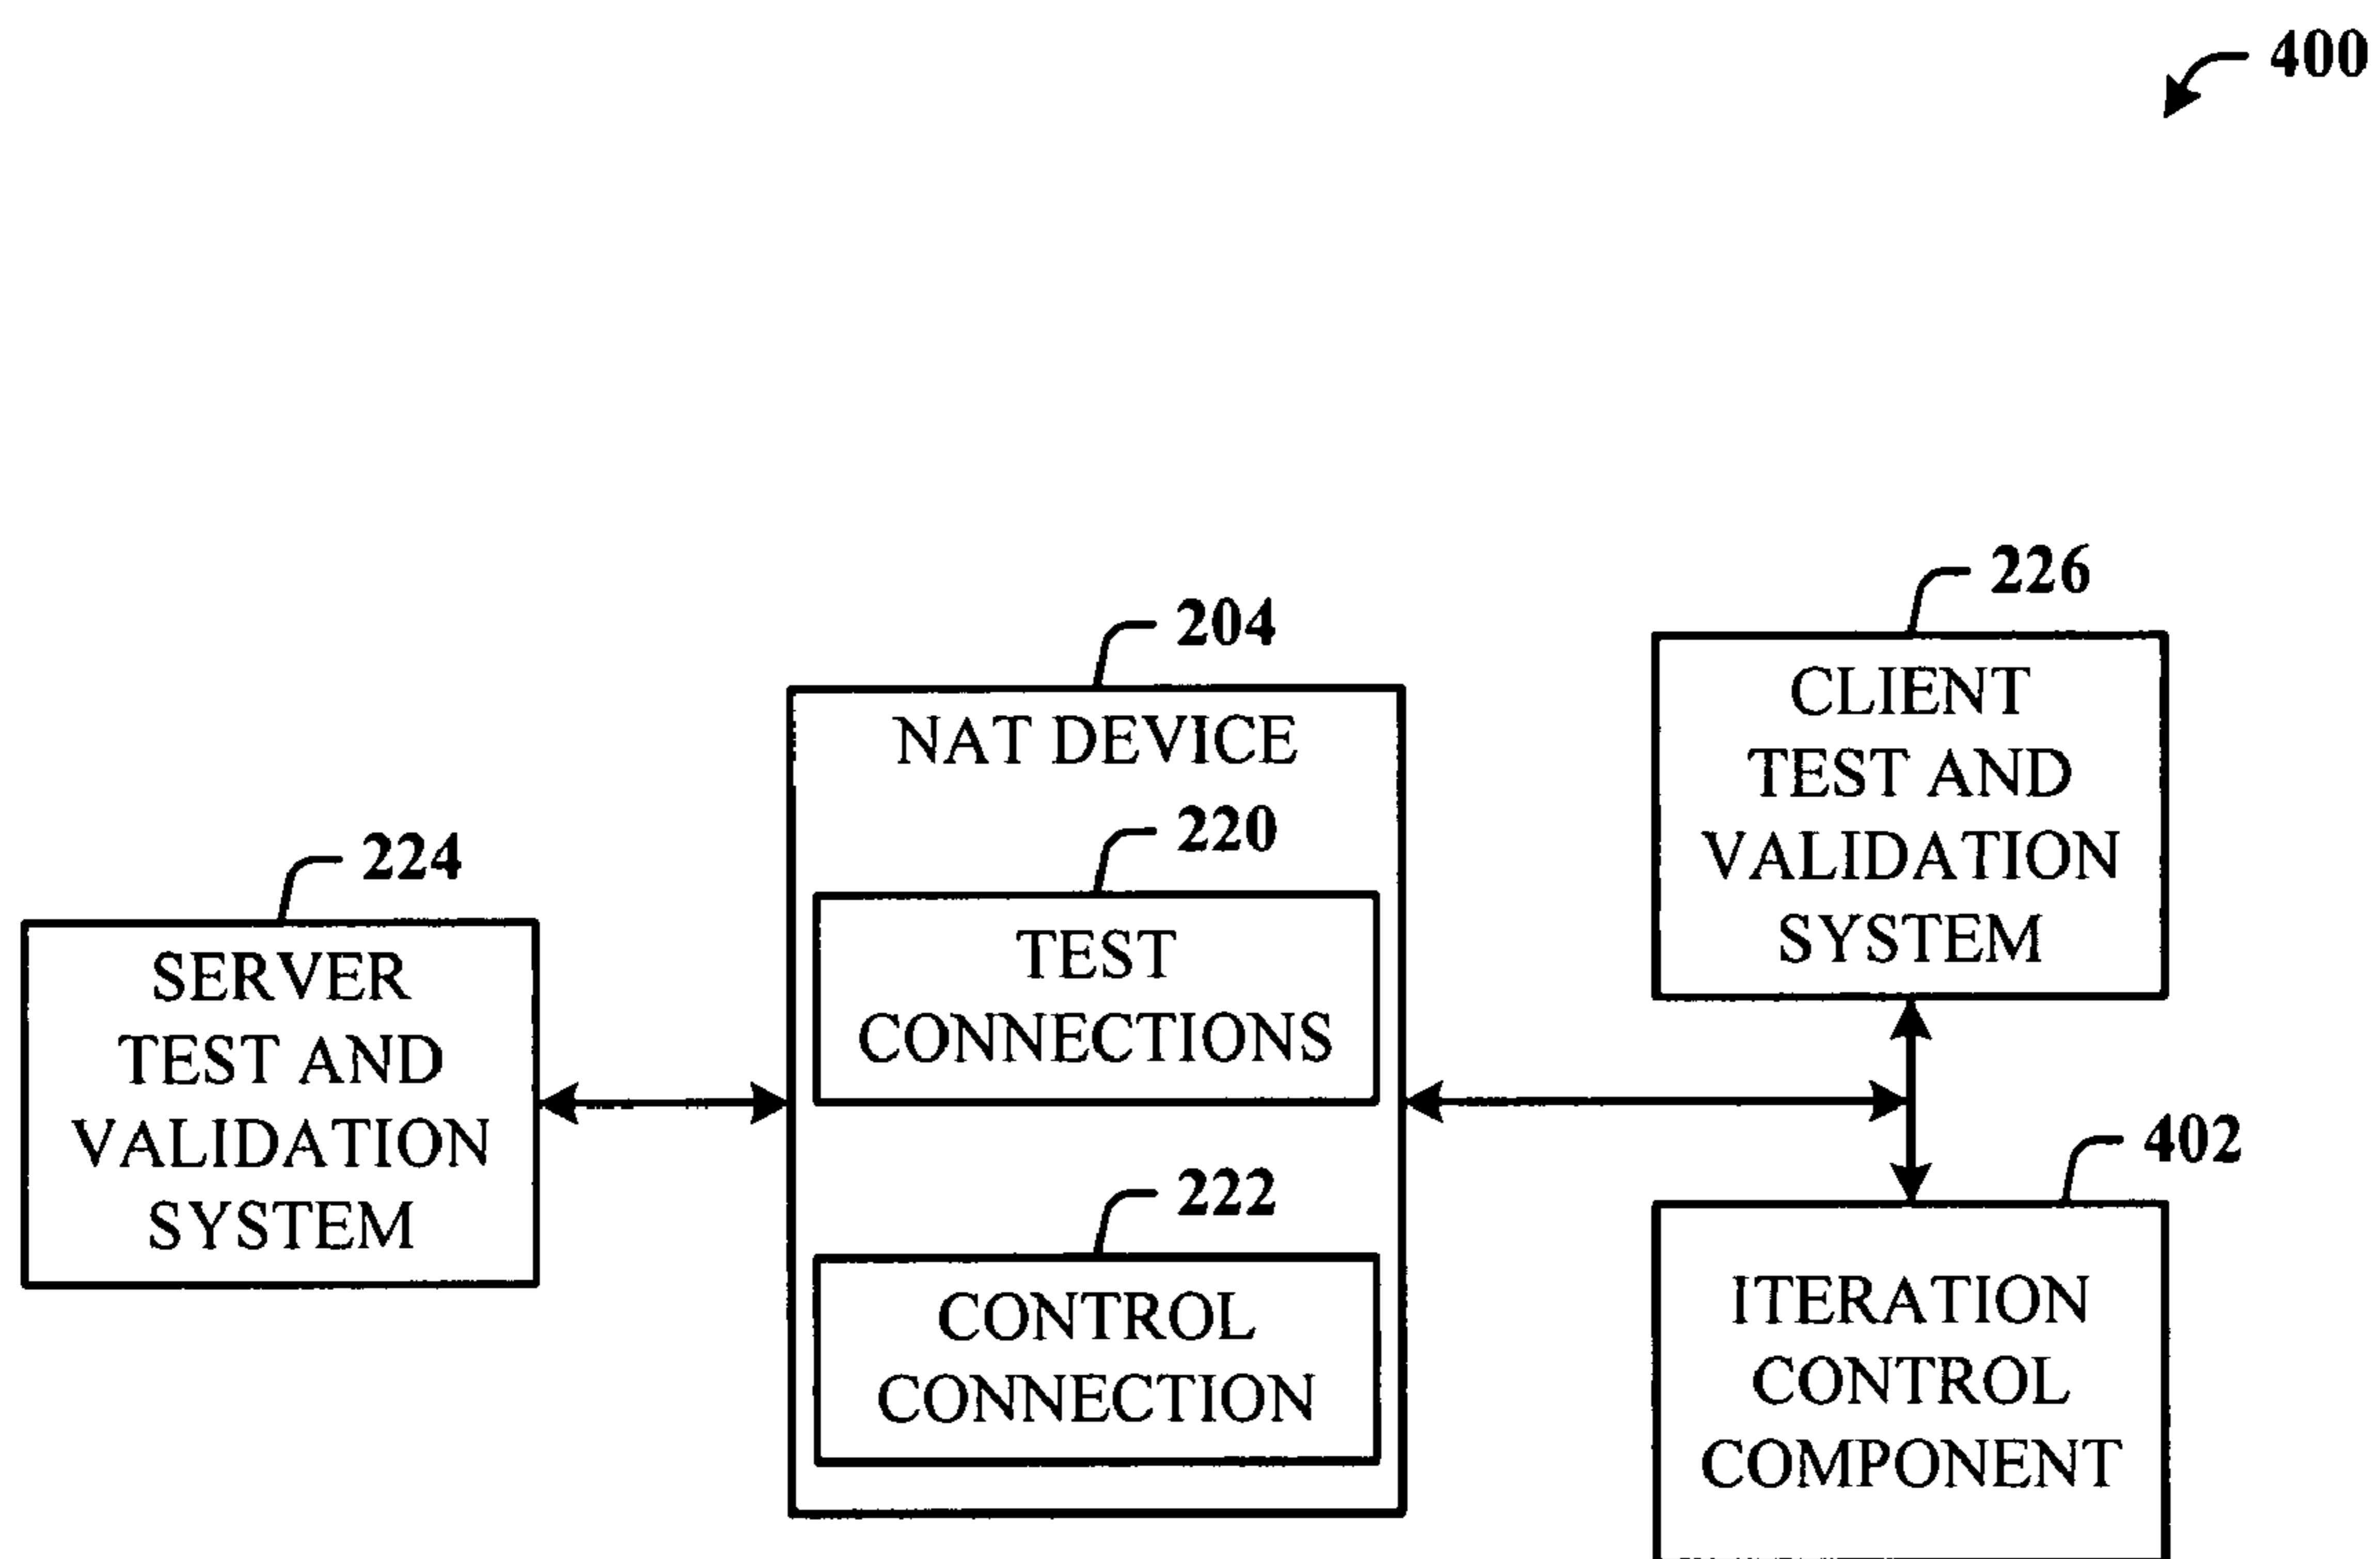 400
224
SERVER
TEST AND
VALIDATION
SYSTEM
204
NAT DEVICE
220
TEST
CONNECTIONS
222
CONTROL
CONNECTION
226
CLIENT
TEST AND
VALIDATION
SYSTEM
402
ITERATION
CONTROL
COMPONENT